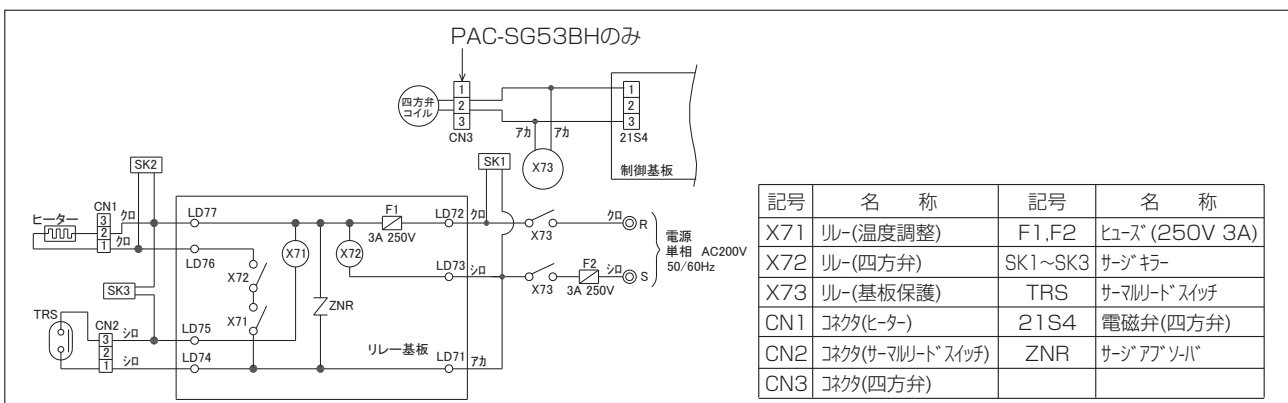 PAC-SG53BHのみ
四方弁
コイル
1
2
3
CN3
アカ
アカ
X73
1
2
3
21S4
制御基板
SK2
SK1
CN1
ヒーター
3
2
1
クロ
クロ
LD77
LD76
F1
3A 250V
LD72
クロ
X73
クロ
R
電源
単相 AC200V
50/60Hz
X71
X72
X72
LD73
シロ
X73
F2
3A 250V
シロ
S
SK3
ZNR
X71
TRS
CN2
3
2
1
シロ
シロ
LD75
LD74
リレー基板
LD71
アカ
記号 名 称 記号 名 称
X71 リレー(温度調整) F1,F2 ヒューズ(250V 3A)
X72 リレー(四方弁) SK1~SK3 サージキラー
X73 リレー(基板保護) TRS サーマルリードスイッチ
CN1 コネクタ(ヒーター) 21S4 電磁弁(四方弁)
CN2 コネクタ(サーマルリードスイッチ) ZNR サージアブソーバ
CN3 コネクタ(四方弁)